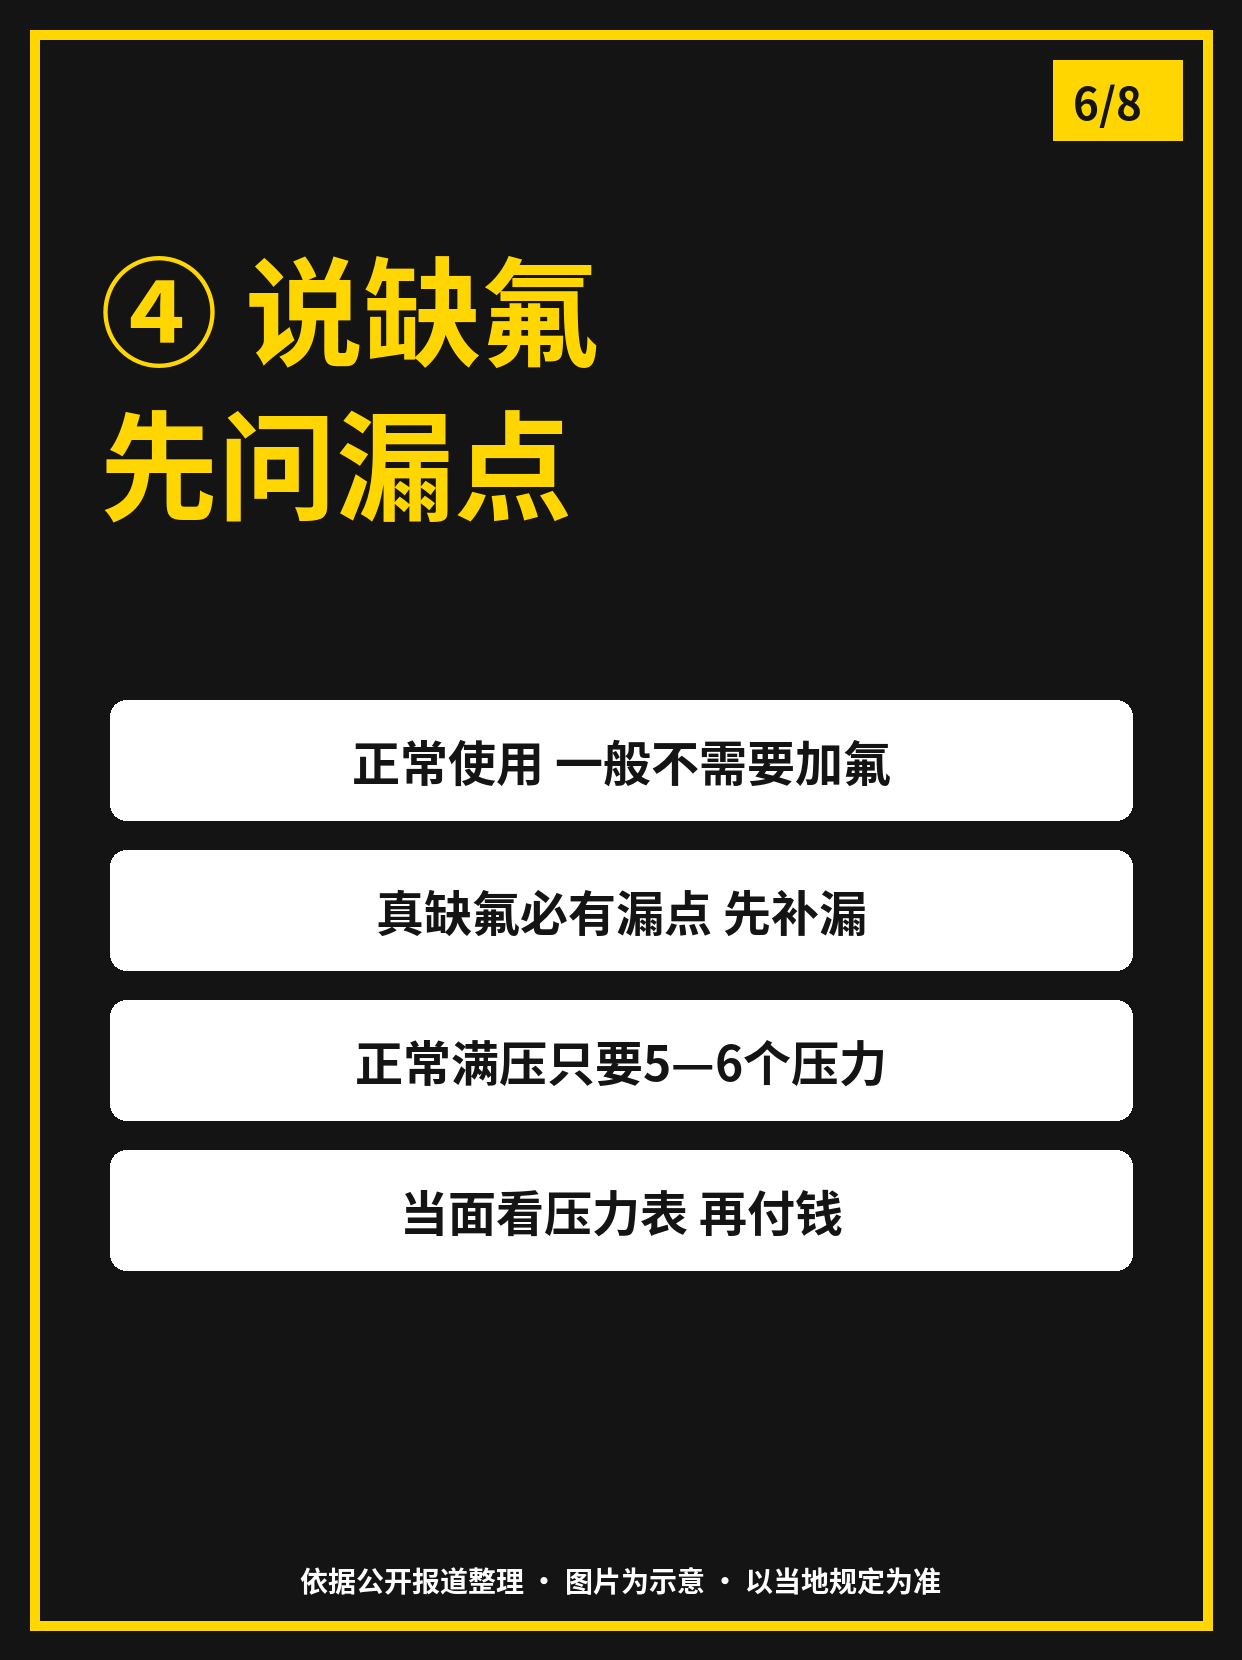 6/8
④ 说缺氟
先问漏点
正常使用 一般不需要加氟
真缺氟必有漏点 先补漏
正常满压只要5—6个压力
当面看压力表 再付钱
依据公开报道整理 · 图片为示意 · 以当地规定为准